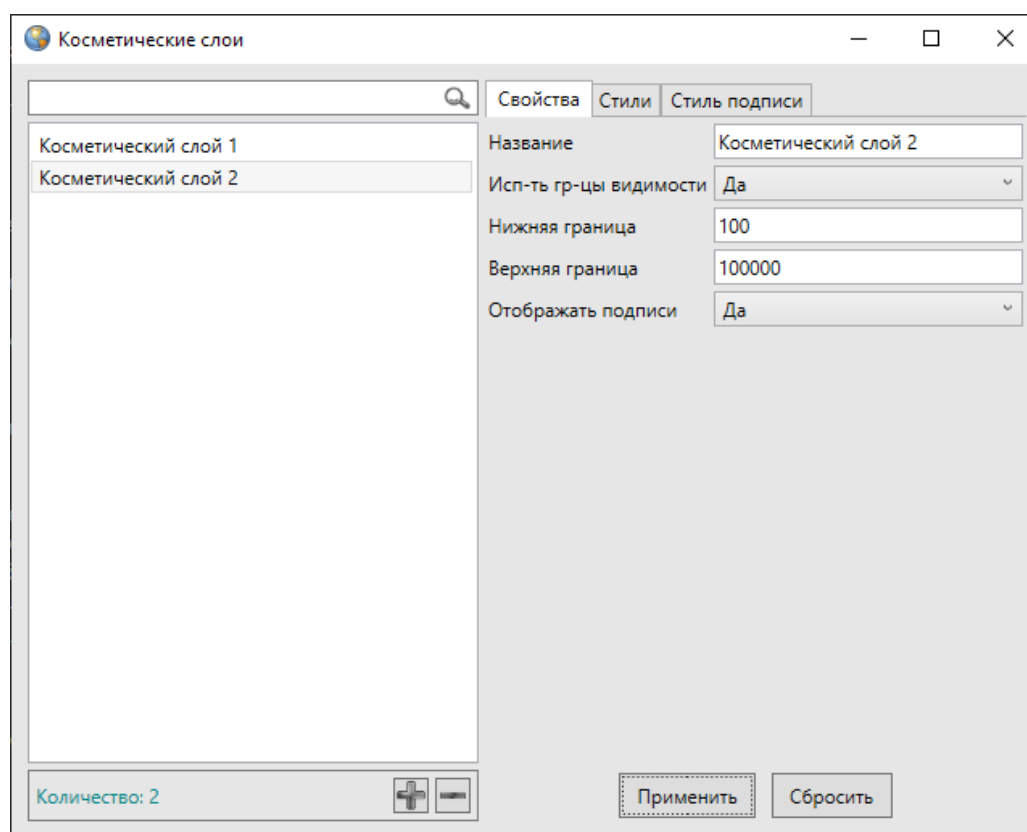 Косметические слои
Свойства Стили Стиль подписи
Косметический слой 1
Косметический слой 2
Название Косметический слой 2
Исп-ть гр-цы видимости Да
Нижняя граница 100
Верхняя граница 100000
Отображать подписи Да
Количество: 2
Применить Сбросить